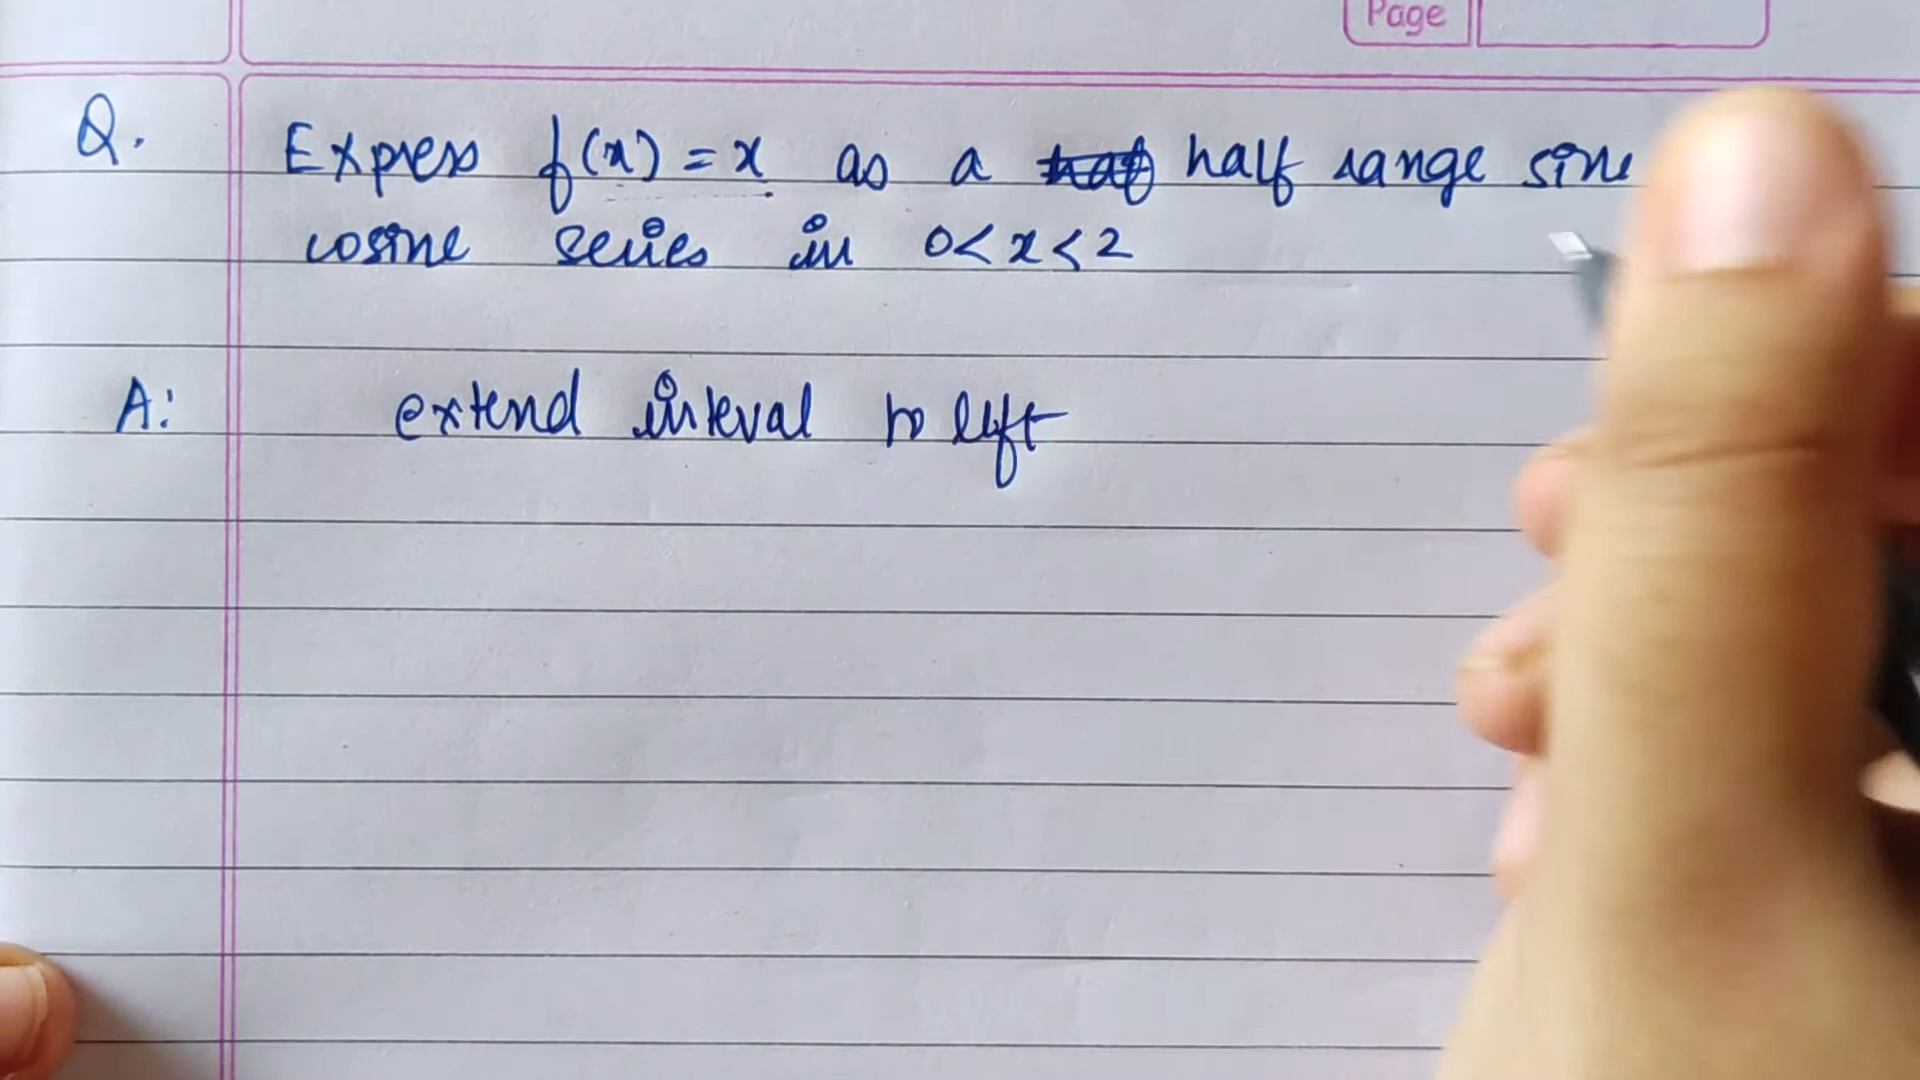 Page
Q. Express f(x) = x as a half range sine
cosine series in 0<x<2
A: extend interval to left